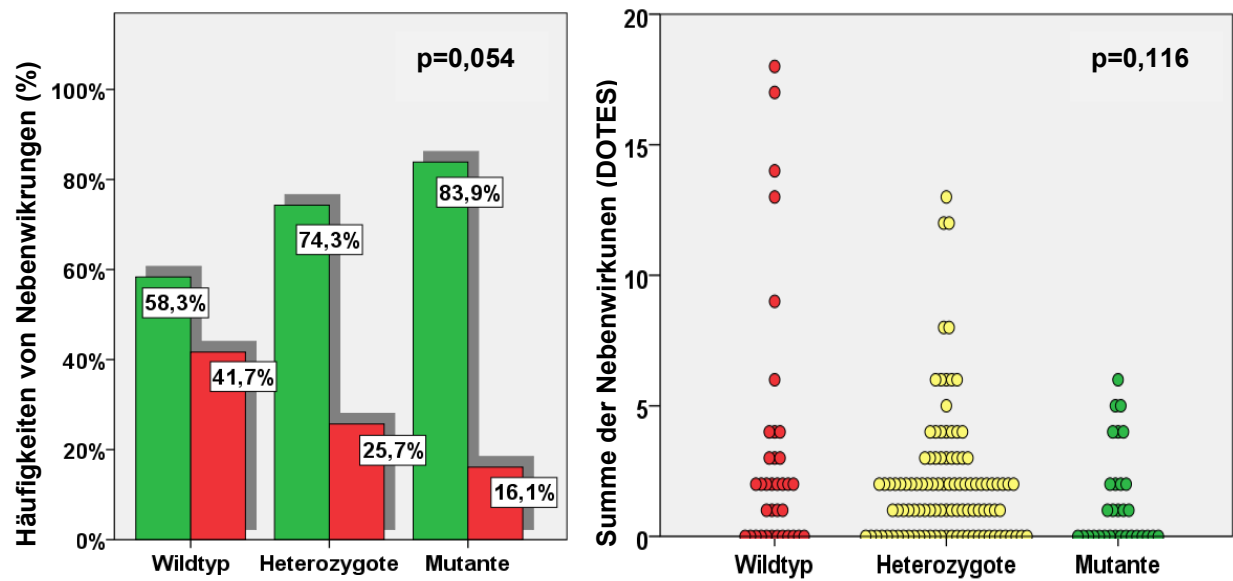 Häufigkeiten von Nebenwikrungen (%)
p=0,054
100%
80%
60%
40%
20%
0%
58,3%
41,7%
74,3%
25,7%
83,9%
16,1%
Wildtyp Heterozygote Mutante
Summe der Nebenwirkunen (DOTES)
p=0,116
20
15
10
5
0
Wildtyp Heterozygote Mutante